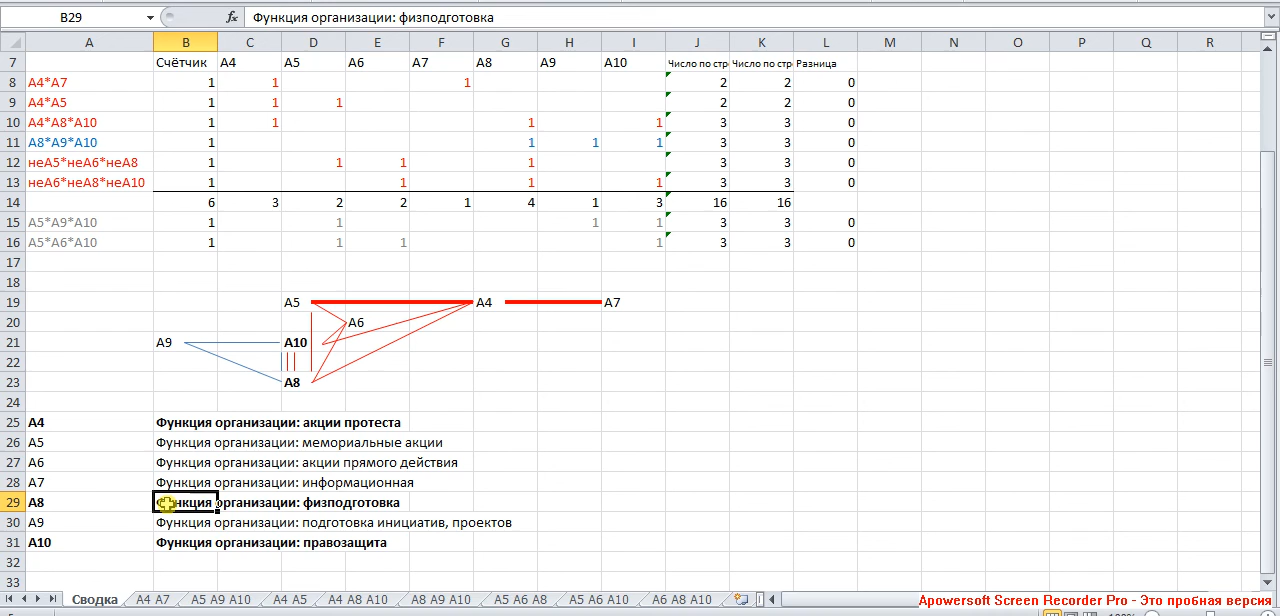 B29 fx Функция организации: физподготовка
A B C D E F G H I J K L M N O P Q R
7 Счётчик A4 A5 A6 A7 A8 A9 A10 Число по стр Число по стр Разница
8 A4*A7 1 1 1 2 2 0
9 A4*A5 1 1 1 2 2 0
10 A4*A8*A10 1 1 1 1 3 3 0
11 A8*A9*A10 1 1 1 1 3 3 0
12 неA5*неA6*неA8 1 1 1 1 3 3 0
13 неA6*неA8*неA10 1 1 1 1 3 3 0
14 6 3 2 2 1 4 1 3 16 16
15 A5*A9*A10 1 1 1 1 3 3 0
16 A5*A6*A10 1 1 1 1 3 3 0
17
18
19 A5 A4 A7
20 A6
21 A9 A10
22
23 A8
24
25 A4 Функция организации: акции протеста
26 A5 Функция организации: мемориальные акции
27 A6 Функция организации: акции прямого действия
28 A7 Функция организации: информационная
29 A8 Функция организации: физподготовка
30 A9 Функция организации: подготовка инициатив, проектов
31 A10 Функция организации: правозащита
32
33
Сводка A4 A7 A5 A9 A10 A4 A5 A4 A8 A10 A8 A9 A10 A5 A6 A8 A5 A6 A10 A6 A8 A10
Apowersoft Screen Recorder Pro - Это пробная версия